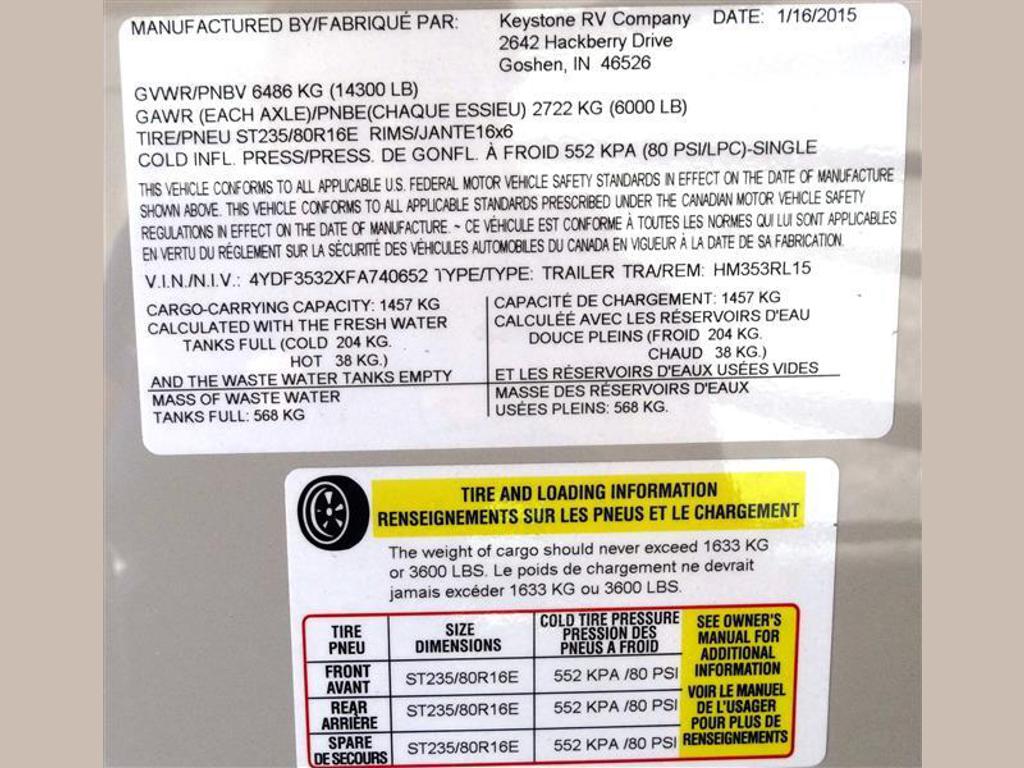 MANUFACTURED BY/FABRIQUÉ PAR: Keystone RV Company DATE: 1/16/2015
2642 Hackberry Drive
Goshen, IN 46526
GVWR/PNBV 6486 KG (14300 LB)
GAWR (EACH AXLE)/PNBE(CHAQUE ESSIEU) 2722 KG (6000 LB)
TIRE/PNEU ST235/80R16E RIMS/JANTE16x6
COLD INFL. PRESS/PRESS. DE GONFL. À FROID 552 KPA (80 PSI/LPC)-SINGLE
THIS VEHICLE CONFORMS TO ALL APPLICABLE U.S. FEDERAL MOTOR VEHICLE SAFETY STANDARDS IN EFFECT ON THE DATE OF MANUFACTURE
SHOWN ABOVE. THIS VEHICLE CONFORMS TO ALL APPLICABLE STANDARDS PRESCRIBED UNDER THE CANADIAN MOTOR VEHICLE SAFETY
REGULATIONS IN EFFECT ON THE DATE OF MANUFACTURE. ~ CE VÉHICULE EST CONFORME À TOUTES LES NORMES QUI LUI SONT APPLICABLES
EN VERTU DU RÉGLEMENT SUR LA SÉCURITÉ DES VÉHICULES AUTOMOBILES DU CANADA EN VIGUEUR À LA DATE DE SA FABRICATION.
V.I.N./N.I.V.: 4YDF3532XFA740652 TYPE/TYPE: TRAILER TRA/REM: HM353RL15
CARGO-CARRYING CAPACITY: 1457 KG
CALCULATED WITH THE FRESH WATER
TANKS FULL (COLD 204 KG.
HOT 38 KG.)
AND THE WASTE WATER TANKS EMPTY
MASS OF WASTE WATER
TANKS FULL: 568 KG
CAPACITÉ DE CHARGEMENT: 1457 KG
CALCULÉE AVEC LES RÉSERVOIRS D'EAU
DOUCE PLEINS (FROID 204 KG.
CHAUD 38 KG.)
ET LES RÉSERVOIRS D'EAUX USÉES VIDES
MASSE DES RÉSERVOIRS D'EAUX
USÉES PLEINS: 568 KG.
TIRE AND LOADING INFORMATION
RENSEIGNEMENTS SUR LES PNEUS ET LE CHARGEMENT
The weight of cargo should never exceed 1633 KG
or 3600 LBS. Le poids de chargement ne devrait
jamais excéder 1633 KG ou 3600 LBS.
TIRE
PNEU
SIZE
DIMENSIONS
COLD TIRE PRESSURE
PRESSION DES
PNEUS A FROID
FRONT
AVANT
ST235/80R16E
552 KPA /80 PSI
REAR
ARRIÈRE
ST235/80R16E
552 KPA /80 PSI
SPARE
DE SECOURS
ST235/80R16E
552 KPA /80 PSI
SEE OWNER'S
MANUAL FOR
ADDITIONAL
INFORMATION
VOIR LE MANUEL
DE L'USAGER
POUR PLUS DE
RENSEIGNEMENTS